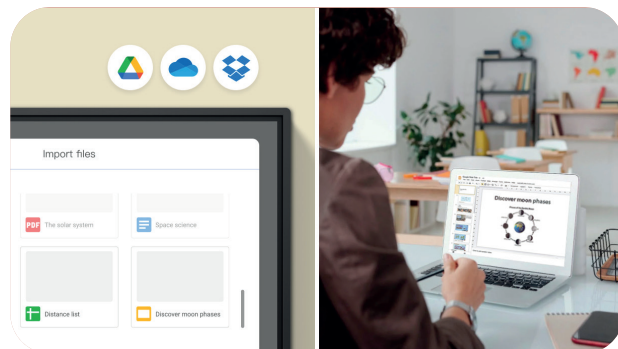 Import files
PDF
The solar system
Space science
Distance list
Discover moon phases
Discover moon phases